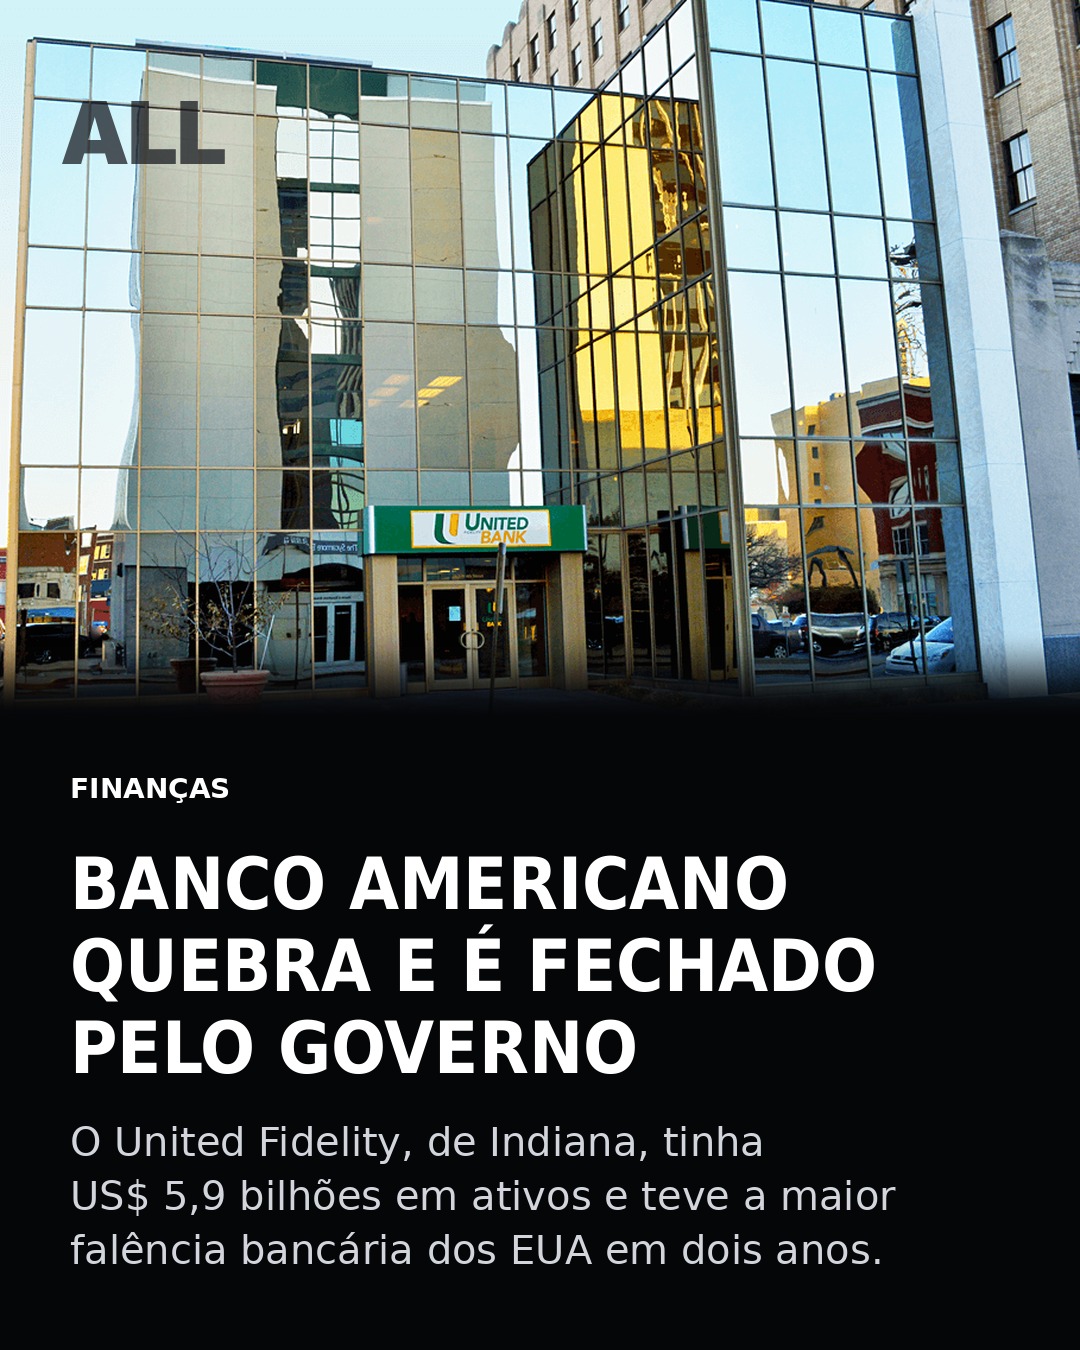 ALL
UNITED
BANK
FINANÇAS
BANCO AMERICANO
QUEBRA E É FECHADO
PELO GOVERNO
O United Fidelity, de Indiana, tinha
US$ 5,9 bilhões em ativos e teve a maior
falência bancária dos EUA em dois anos.